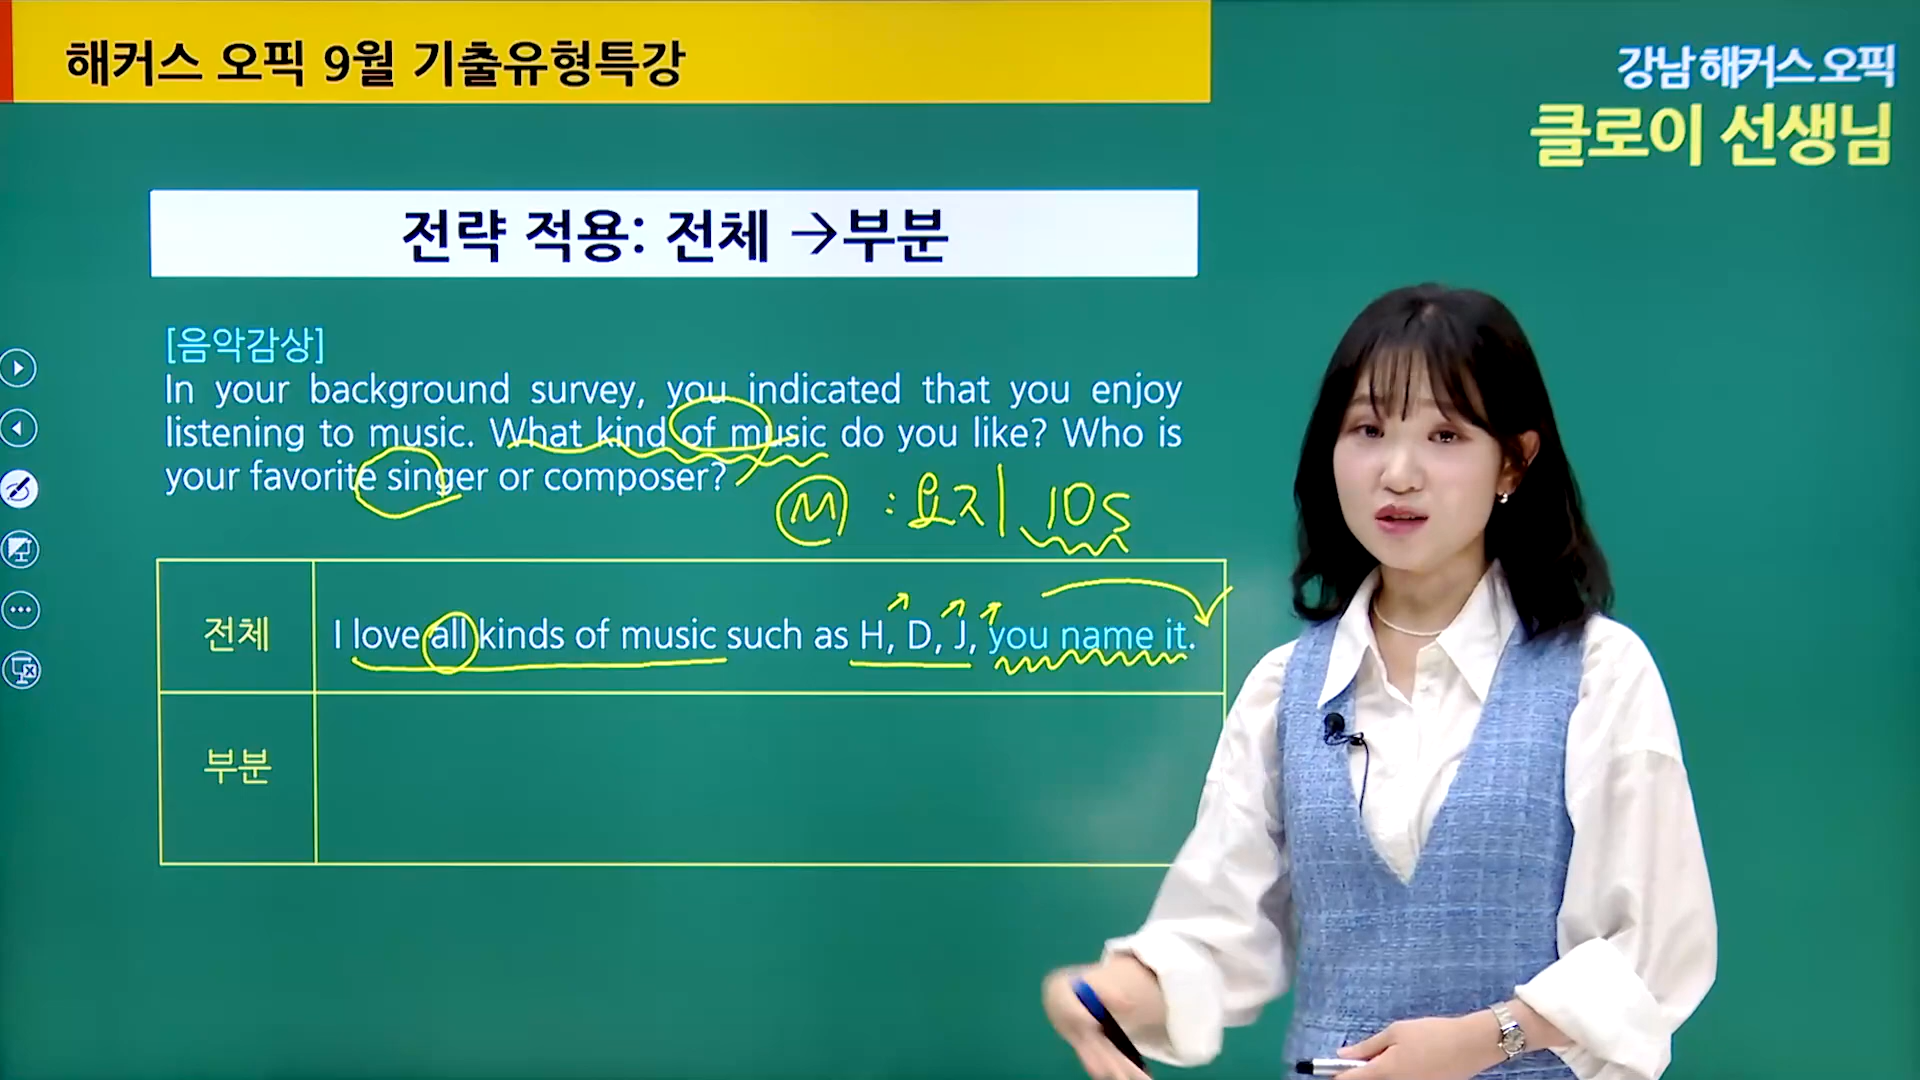 해커스 오픽 9월 기출유형특강
강남 해커스 오픽
클로이 선생님
전략 적용: 전체 →부분
[음악감상]
In your background survey, you indicated that you enjoy
listening to music. What kind of music do you like? Who is
your favorite singer or composer?
M : 요지 10s
전체
I love all kinds of music such as H, D, J, you name it.
부분